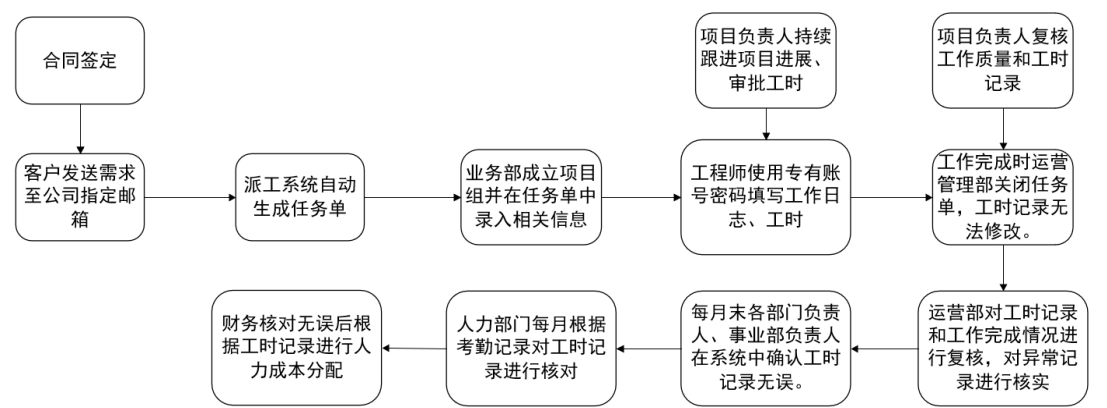 合同签定
项目负责人持续
跟进项目进展、
审批工时
项目负责人复核
工作质量和工时
记录
客户发送需求
至公司指定邮
箱
派工系统自动
生成任务单
业务部成立项目
组并在任务单中
录入相关信息
工程师使用专有账
号密码填写工作日
志、工时
工作完成时运营
管理部关闭任务
单，工时记录无
法修改。
财务核对无误后根
据工时记录进行人
力成本分配
人力部门每月根据
考勤记录对工时记
录进行核对
每月末各部门负责
人、事业部负责人
在系统中确认工时
记录无误。
运营部对工时记录
和工作完成情况进
行复核，对异常记
录进行核实